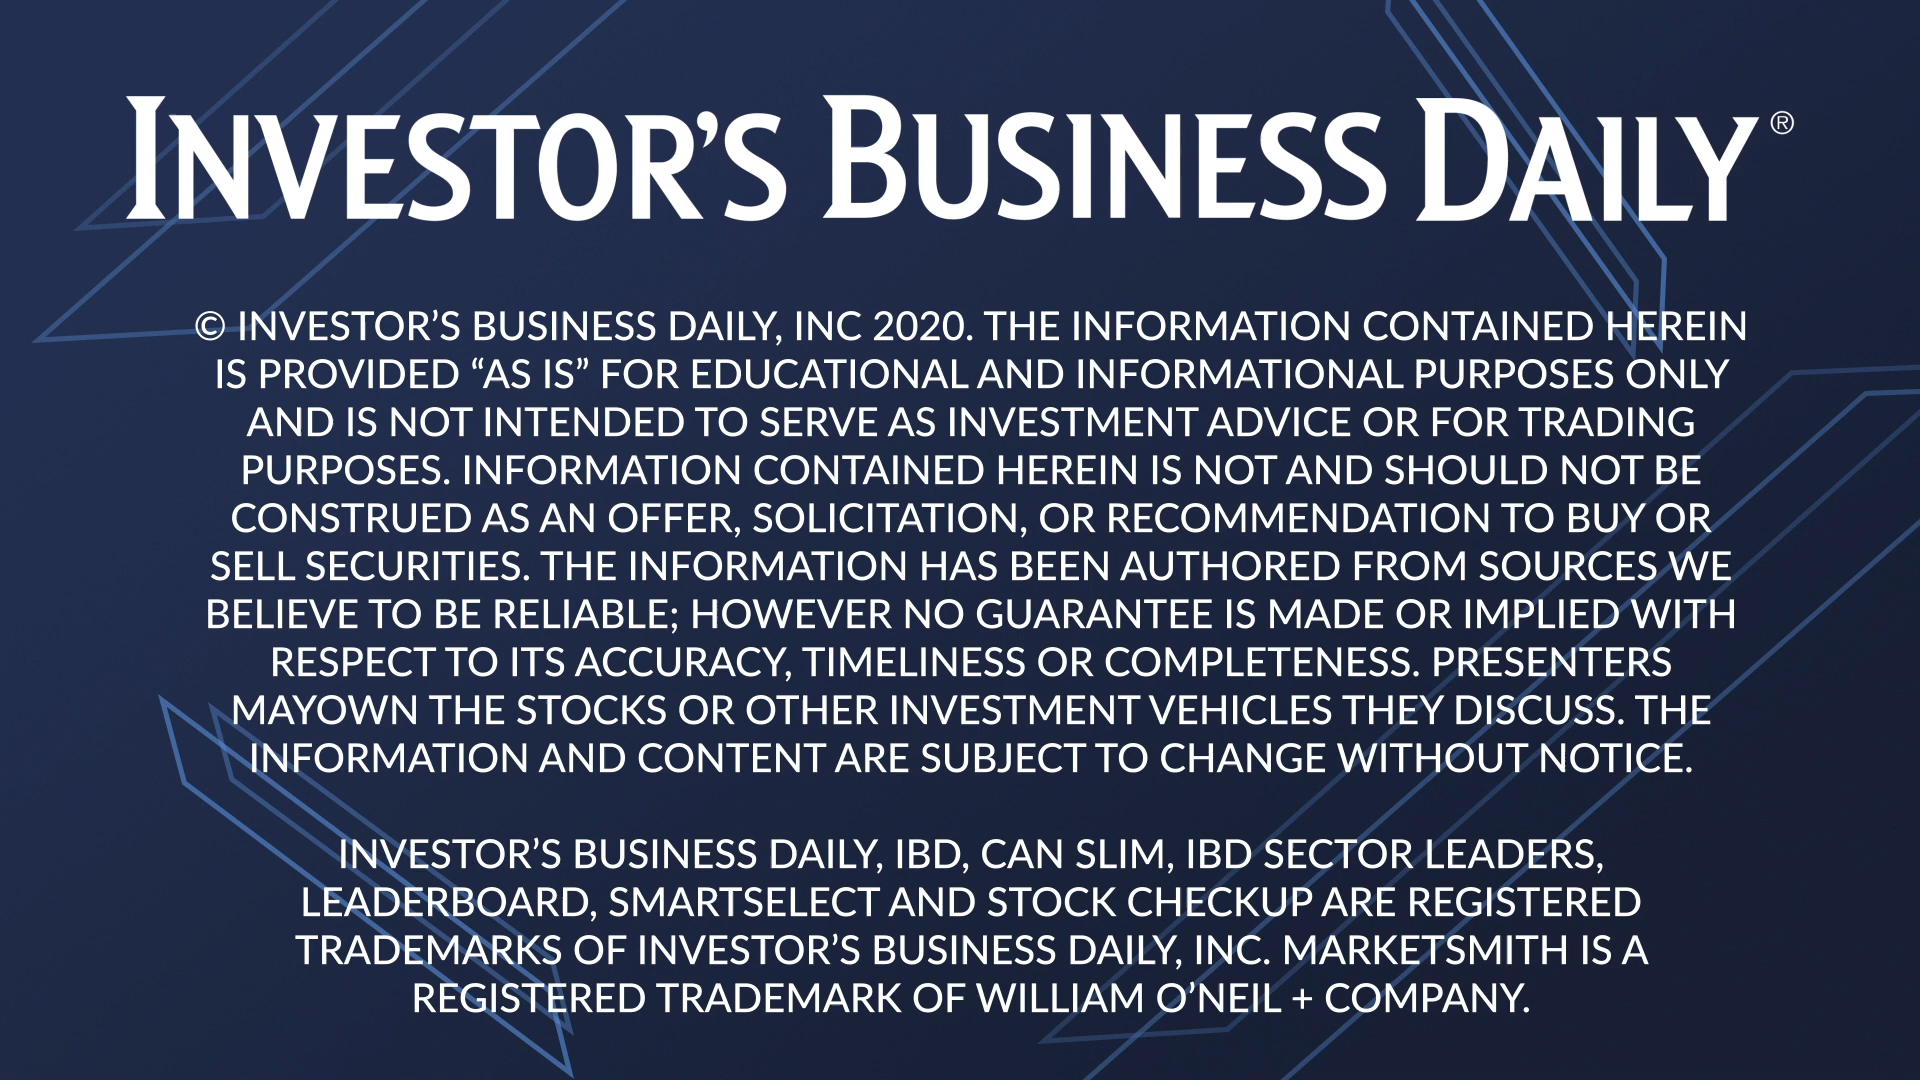 INVESTOR’S BUSINESS DAILY®
© INVESTOR’S BUSINESS DAILY, INC 2020. THE INFORMATION CONTAINED HEREIN
IS PROVIDED “AS IS” FOR EDUCATIONAL AND INFORMATIONAL PURPOSES ONLY
AND IS NOT INTENDED TO SERVE AS INVESTMENT ADVICE OR FOR TRADING
PURPOSES. INFORMATION CONTAINED HEREIN IS NOT AND SHOULD NOT BE
CONSTRUED AS AN OFFER, SOLICITATION, OR RECOMMENDATION TO BUY OR
SELL SECURITIES. THE INFORMATION HAS BEEN AUTHORED FROM SOURCES WE
BELIEVE TO BE RELIABLE; HOWEVER NO GUARANTEE IS MADE OR IMPLIED WITH
RESPECT TO ITS ACCURACY, TIMELINESS OR COMPLETENESS. PRESENTERS
MAYOWN THE STOCKS OR OTHER INVESTMENT VEHICLES THEY DISCUSS. THE
INFORMATION AND CONTENT ARE SUBJECT TO CHANGE WITHOUT NOTICE.
INVESTOR’S BUSINESS DAILY, IBD, CAN SLIM, IBD SECTOR LEADERS,
LEADERBOARD, SMARTSELECT AND STOCK CHECKUP ARE REGISTERED
TRADEMARKS OF INVESTOR’S BUSINESS DAILY, INC. MARKETSMITH IS A
REGISTERED TRADEMARK OF WILLIAM O’NEIL + COMPANY.